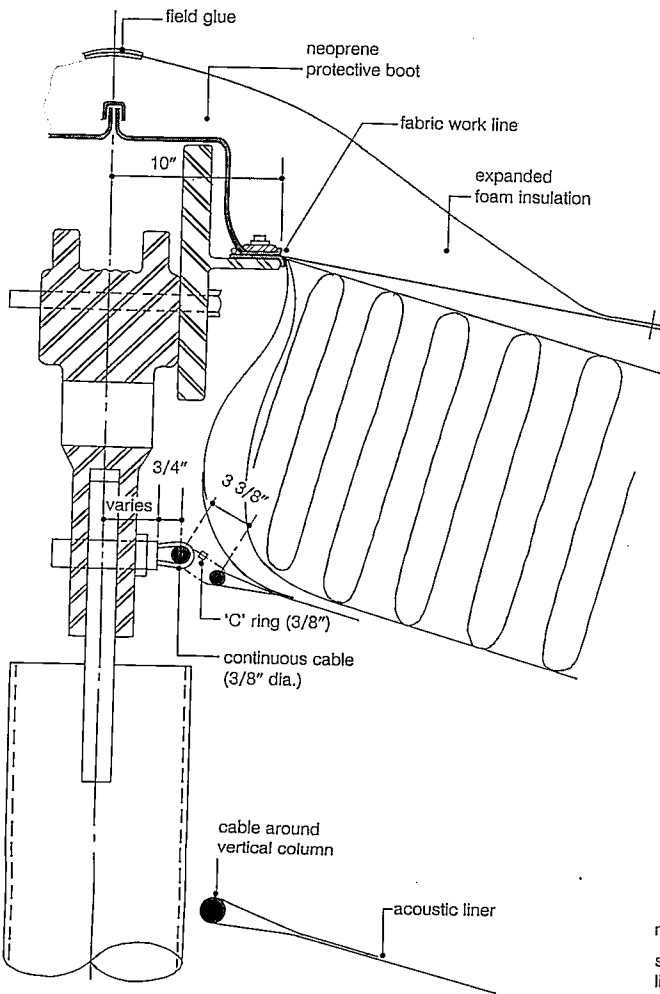 field glue
neoprene
protective boot
fabric work line
10"
expanded
foam insulation
3/4"
3 3/8"
varies
'C' ring (3/8")
continuous cable
(3/8" dia.)
cable around
vertical column
acoustic liner